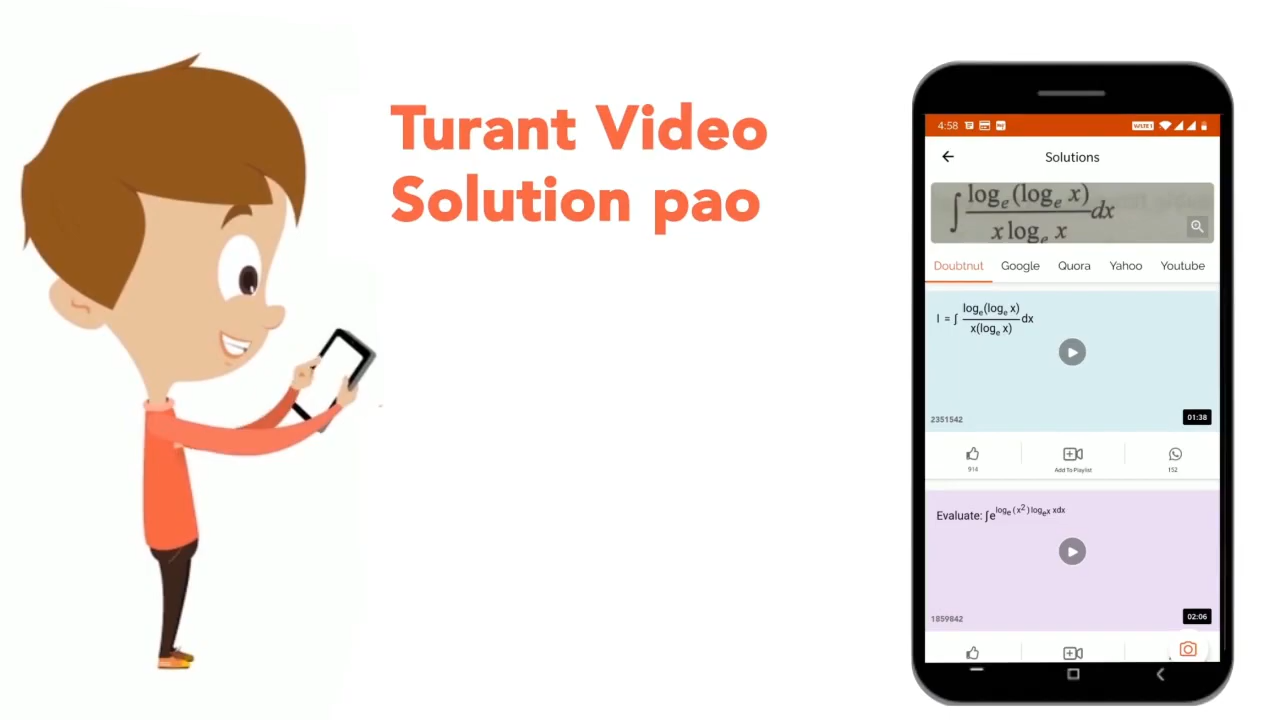 Turant Video
Solution pao
4:58
Solutions
∫ logₑ(logₑ x) / x logₑ x dx
Doubtnut Google Quora Yahoo Youtube
I = ∫ logₑ(logₑ x) / x(logₑ x) dx
2351542 01:38
914 Add To Playlist 152
Evaluate: ∫e^logₑ(x²)logₑx xdx
1859842 02:06